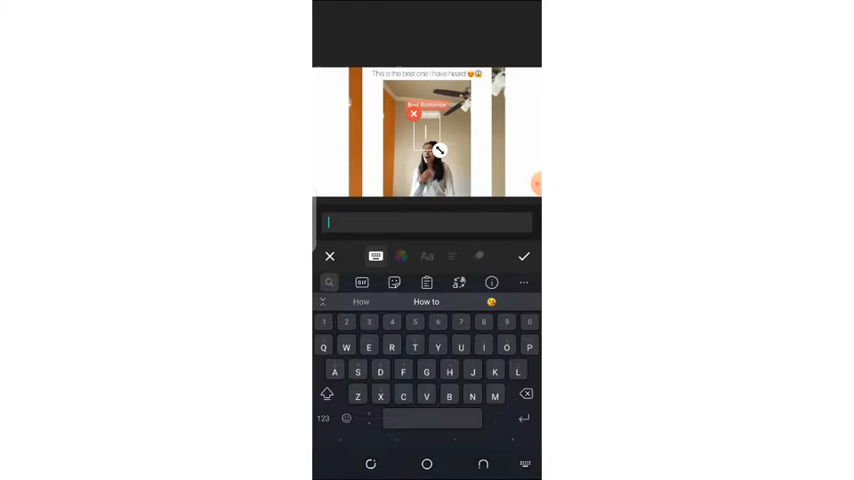 This is the best one I have heard 😍😱
Best Romance
Aa
GIF
How How to 😘
1 2 3 4 5 6 7 8 9 0
Q W E R T Y U I O P
A S D F G H J K L
Z X C V B N M
123